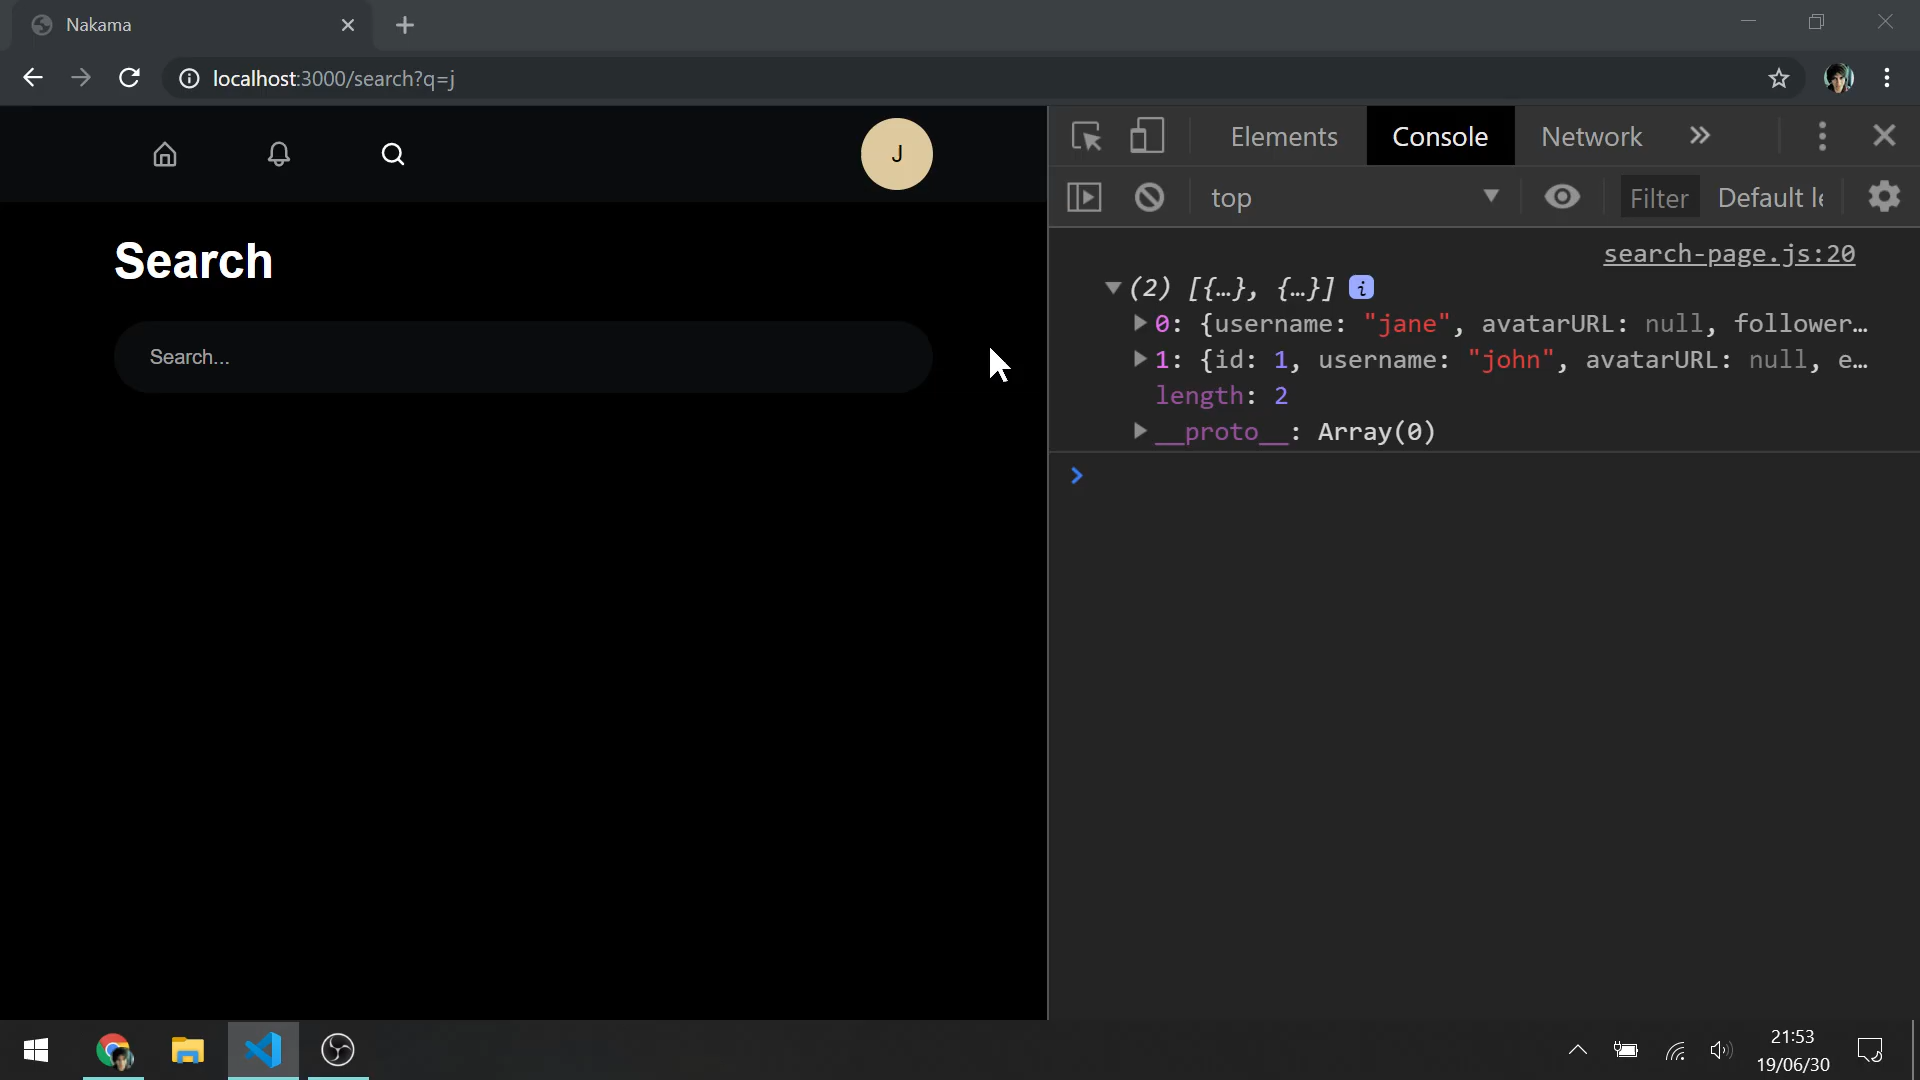 Nakama
localhost:3000/search?q=j
J
Search
Search...
Elements
Console
Network
top
Filter
Default le
search-page.js:20
(2) [{…}, {…}]
0: {username: "jane", avatarURL: null, follower…
1: {id: 1, username: "john", avatarURL: null, e…
length: 2
__proto__: Array(0)
21:53
19/06/30